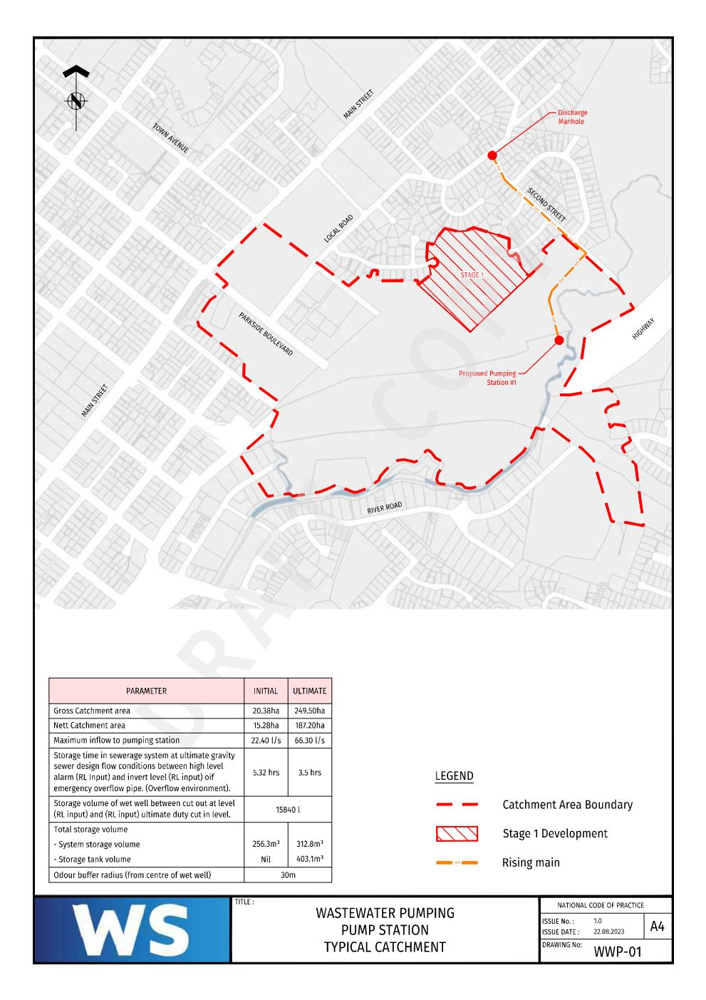 MAIN STREET
Discharge
Manhole
TOWN AVENUE
SECOND STREET
LOCAL ROAD
STAGE 1
PARKSIDE BOULEVARD
HIGHWAY
Proposed Pumping
Station #1
MAIN STREET
RIVER ROAD
DRAFT COPY
PARAMETER INITIAL ULTIMATE
Gross Catchment area 20.38ha 249.50ha
Nett Catchment area 15.28ha 187.20ha
Maximum inflow to pumping station 22.40 l/s 66.30 l/s
Storage time in sewerage system at ultimate gravity
sewer design flow conditions between high level
alarm (RL Input) and invert level (RL input) oif
emergency overflow pipe. (Overflow environment).
5.32 hrs 3.5 hrs
Storage volume of wet well between cut out at level
(RL input) and (RL input) ultimate duty cut in level.
15840 l
Total storage volume
- System storage volume 256.3m³ 312.8m³
- Storage tank volume Nil 403.1m³
Odour buffer radius (from centre of wet well) 30m
LEGEND
Catchment Area Boundary
Stage 1 Development
RM Rising main
WS
TITLE :
WASTEWATER PUMPING
PUMP STATION
TYPICAL CATCHMENT
NATIONAL CODE OF PRACTICE
ISSUE No. : 1.0
ISSUE DATE : 22.08.2023
A4
DRAWING No: WWP-01